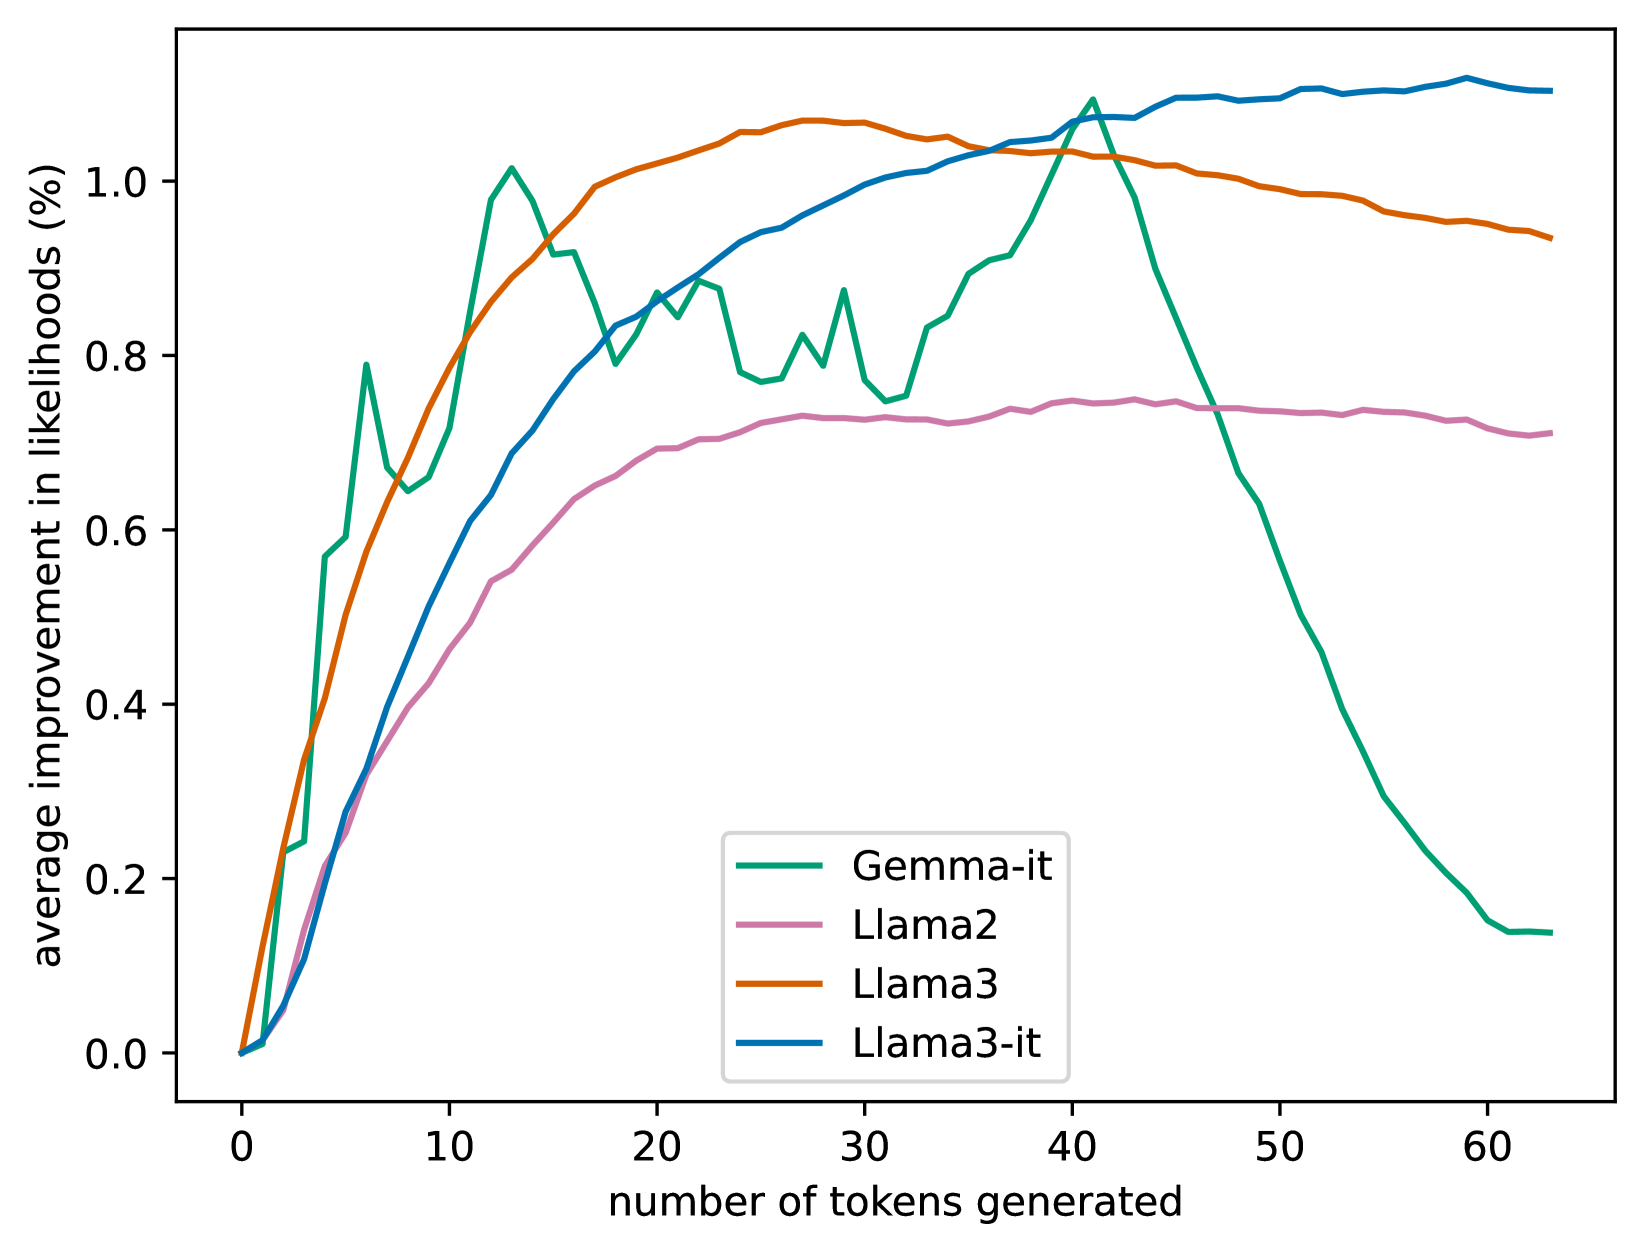 average improvement in likelihoods (%)
1.0
0.8
0.6
0.4
0.2
0.0
Gemma-it
Llama2
Llama3
Llama3-it
0 10 20 30 40 50 60
number of tokens generated